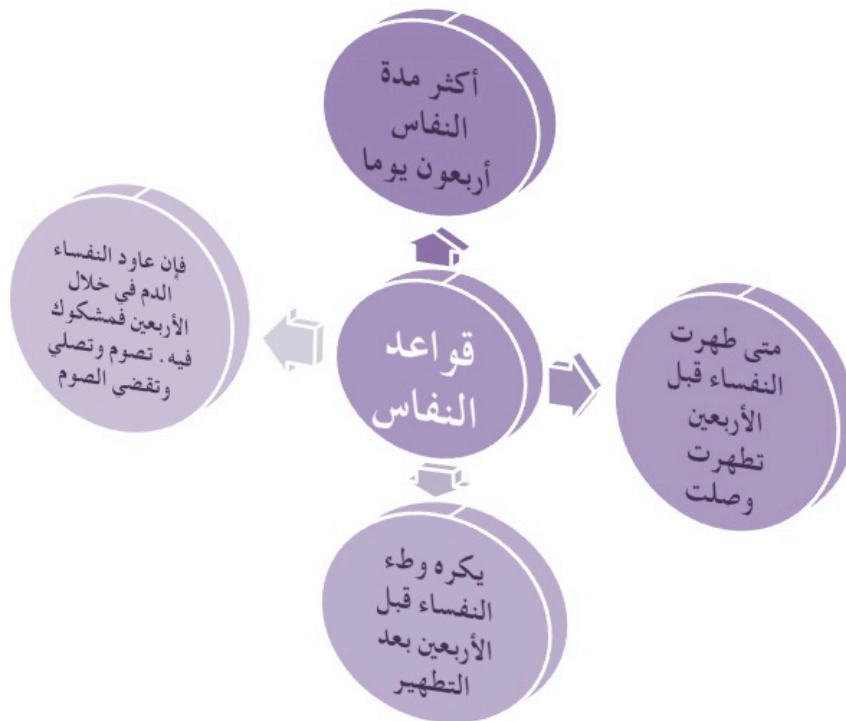 قواعد
النفاس
أكثر مدة
النفاس
أربعون يوما
متى طهرت
النفساء قبل
الأربعين
تطهرت
وصلت
يكره وطء
النفساء قبل
الأربعين بعد
التطهير
فإن عاود النفساء
الدم في خلال
الأربعين فمشكوك
فيه. تصوم وتصلي
وتقضي الصوم